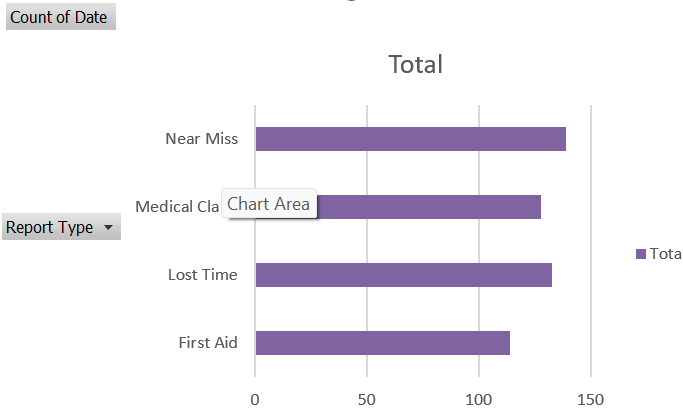 Count of Date
Total
Near Miss
Medical Cla
Chart Area
Report Type
Lost Time
Tota
First Aid
0 50 100 150